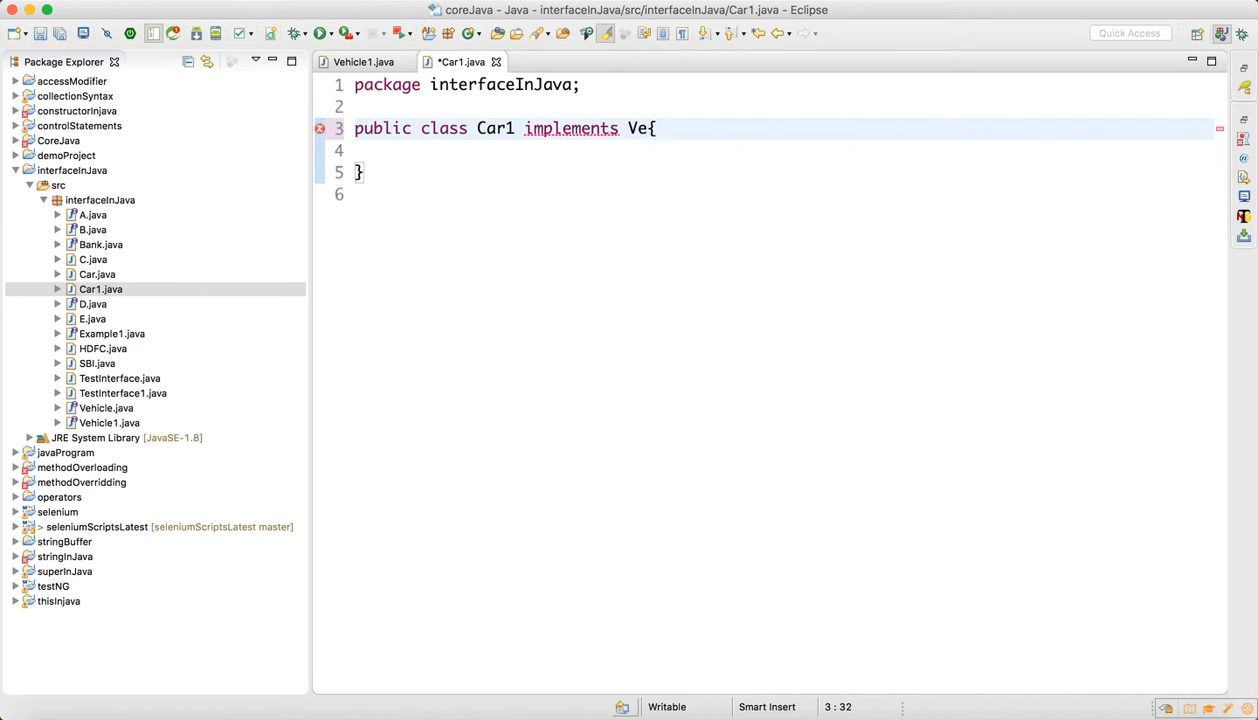 coreJava - Java - interfaceInJava/src/interfaceInJava/Car1.java - Eclipse
Quick Access
Package Explorer
Vehicle1.java
*Car1.java
accessModifier
collectionSyntax
constructorInjava
controlStatements
CoreJava
demoProject
interfaceInJava
src
interfaceInJava
A.java
B.java
Bank.java
C.java
Car.java
Car1.java
D.java
E.java
Example1.java
HDFC.java
SBI.java
TestInterface.java
TestInterface1.java
Vehicle.java
Vehicle1.java
JRE System Library [JavaSE-1.8]
javaProgram
methodOverloading
methodOverridding
operators
selenium
> seleniumScriptsLatest [seleniumScriptsLatest master]
stringBuffer
stringInJava
superInJava
testNG
thisInjava
1 package interfaceInJava;
2
3 public class Car1 implements Ve{
4
5 }
6
Writable
Smart Insert
3 : 32